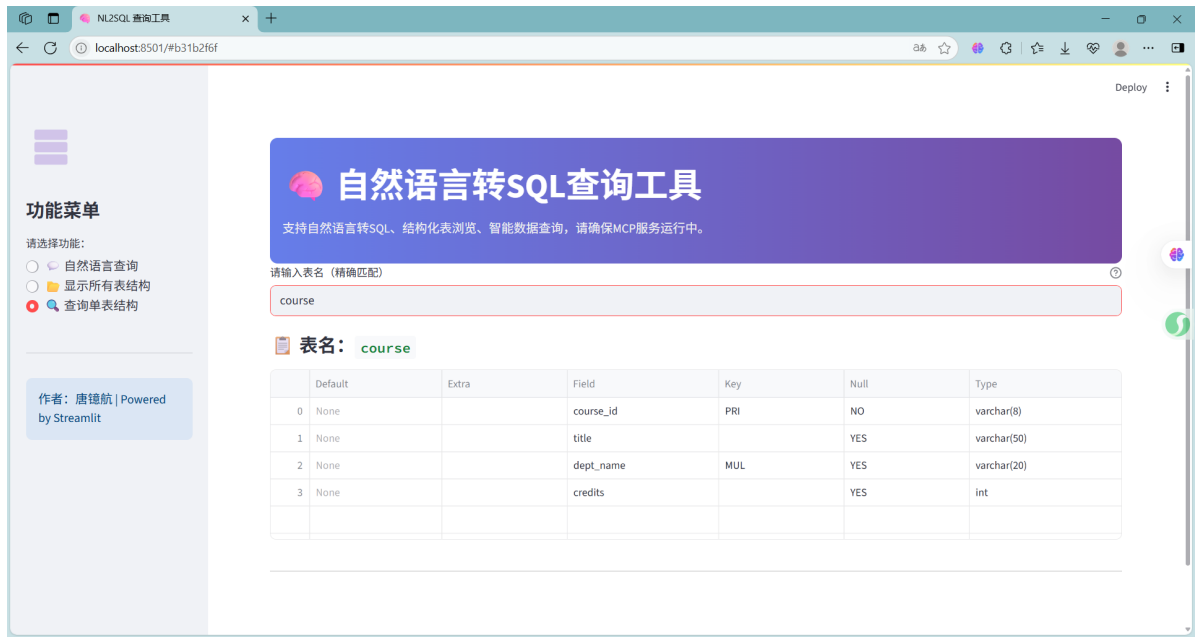 NL2SQL 查询工具
localhost:8501/#b31b2f6f
Deploy
功能菜单
请选择功能：
自然语言查询
显示所有表结构
查询单表结构
作者：唐镱航 | Powered
by Streamlit
自然语言转SQL查询工具
支持自然语言转SQL、结构化表浏览、智能数据查询，请确保MCP服务运行中。
请输入表名（精确匹配）
course
表名： course
Default Extra Field Key Null Type
0 None course_id PRI NO varchar(8)
1 None title YES varchar(50)
2 None dept_name MUL YES varchar(20)
3 None credits YES int